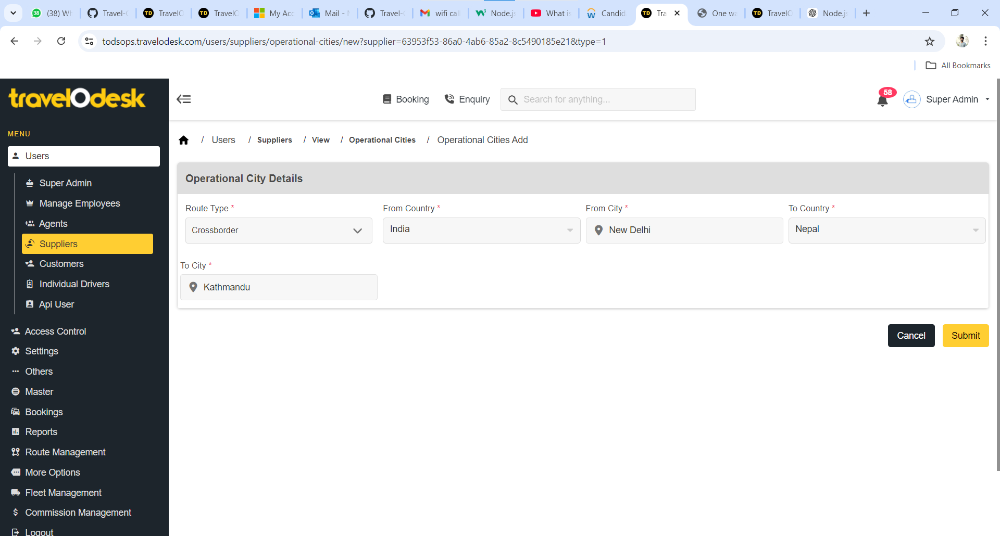 (38) Wh
Travel-O
TravelO
TravelO
My Acc
Mail - N
Travel-O
wifi call
Node.js
What is
Candid
Tra
One wa
TravelO
Node.js
todsops.travelodesk.com/users/suppliers/operational-cities/new?supplier=63953f53-86a0-4ab6-85a2-8c5490185e21&type=1
All Bookmarks
travelOdesk
Booking
Enquiry
Search for anything...
58
Super Admin
MENU
Users
Super Admin
Manage Employees
Agents
Suppliers
Customers
Individual Drivers
Api User
Access Control
Settings
Others
Master
Bookings
Reports
Route Management
More Options
Fleet Management
Commission Management
Logout
/ Users / Suppliers / View / Operational Cities / Operational Cities Add
Operational City Details
Route Type *
Crossborder
From Country *
India
From City *
New Delhi
To Country *
Nepal
To City *
Kathmandu
Cancel
Submit